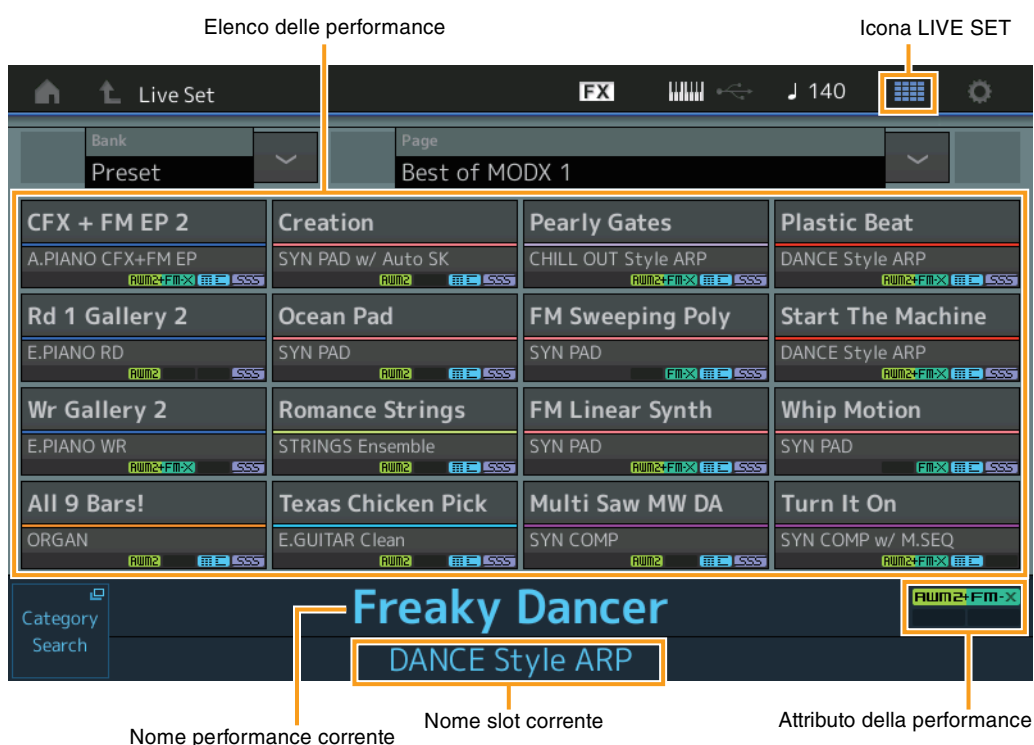 Elenco delle performance
Icona LIVE SET
Live Set
FX
140
Bank
Preset
Page
Best of MODX 1
CFX + FM EP 2
Creation
Pearly Gates
Plastic Beat
A.PIANO CFX+FM EP
SYN PAD w/ Auto SK
CHILL OUT Style ARP
DANCE Style ARP
AWM2+FM-X SSS
AWM2 SSS
AWM2+FM-X SSS
AWM2+FM-X SSS
Rd 1 Gallery 2
Ocean Pad
FM Sweeping Poly
Start The Machine
E.PIANO RD
SYN PAD
SYN PAD
DANCE Style ARP
AWM2 SSS
AWM2 SSS
FM-X SSS
AWM2+FM-X SSS
Wr Gallery 2
Romance Strings
FM Linear Synth
Whip Motion
E.PIANO WR
STRINGS Ensemble
SYN PAD
SYN PAD
AWM2+FM-X SSS
AWM2 SSS
AWM2+FM-X SSS
FM-X SSS
All 9 Bars!
Texas Chicken Pick
Multi Saw MW DA
Turn It On
ORGAN
E.GUITAR Clean
SYN COMP
SYN COMP w/ M.SEQ
AWM2 SSS
AWM2 SSS
AWM2 SSS
AWM2+FM-X
Category
Search
Freaky Dancer
AWM2+FM-X
DANCE Style ARP
Nome performance corrente
Nome slot corrente
Attributo della performance